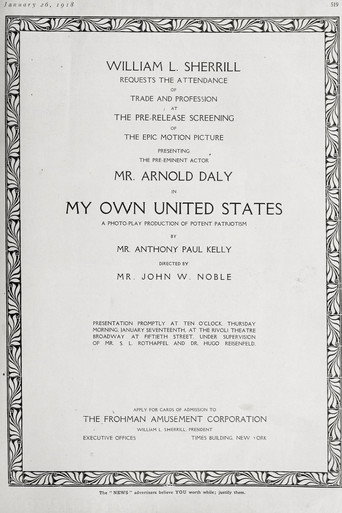 January 26, 1918 519
WILLIAM L. SHERRILL
REQUESTS THE ATTENDANCE
OF
TRADE AND PROFESSION
AT
THE PRE-RELEASE SCREENING
OF
THE EPIC MOTION PICTURE
PRESENTING
THE PRE-EMINENT ACTOR
MR. ARNOLD DALY
IN
MY OWN UNITED STATES
A PHOTO-PLAY PRODUCTION OF POTENT PATRIOTISM
BY
MR. ANTHONY PAUL KELLY
DIRECTED BY
MR. JOHN W. NOBLE
PRESENTATION PROMPTLY AT TEN O'CLOCK, THURSDAY
MORNING, JANUARY SEVENTEENTH, AT THE RIVOLI THEATRE
BROADWAY AT FIFTIETH STREET, UNDER SUPERVISION
OF MR. S. L. ROTHAPFEL AND DR. HUGO REISENFELD.
APPLY FOR CARDS OF ADMISSION TO
THE FROHMAN AMUSEMENT CORPORATION
WILLIAM L. SHERRILL, PRESIDENT
EXECUTIVE OFFICES TIMES BUILDING, NEW YORK
The "NEWS" advertisers believe YOU worth while; justify them.